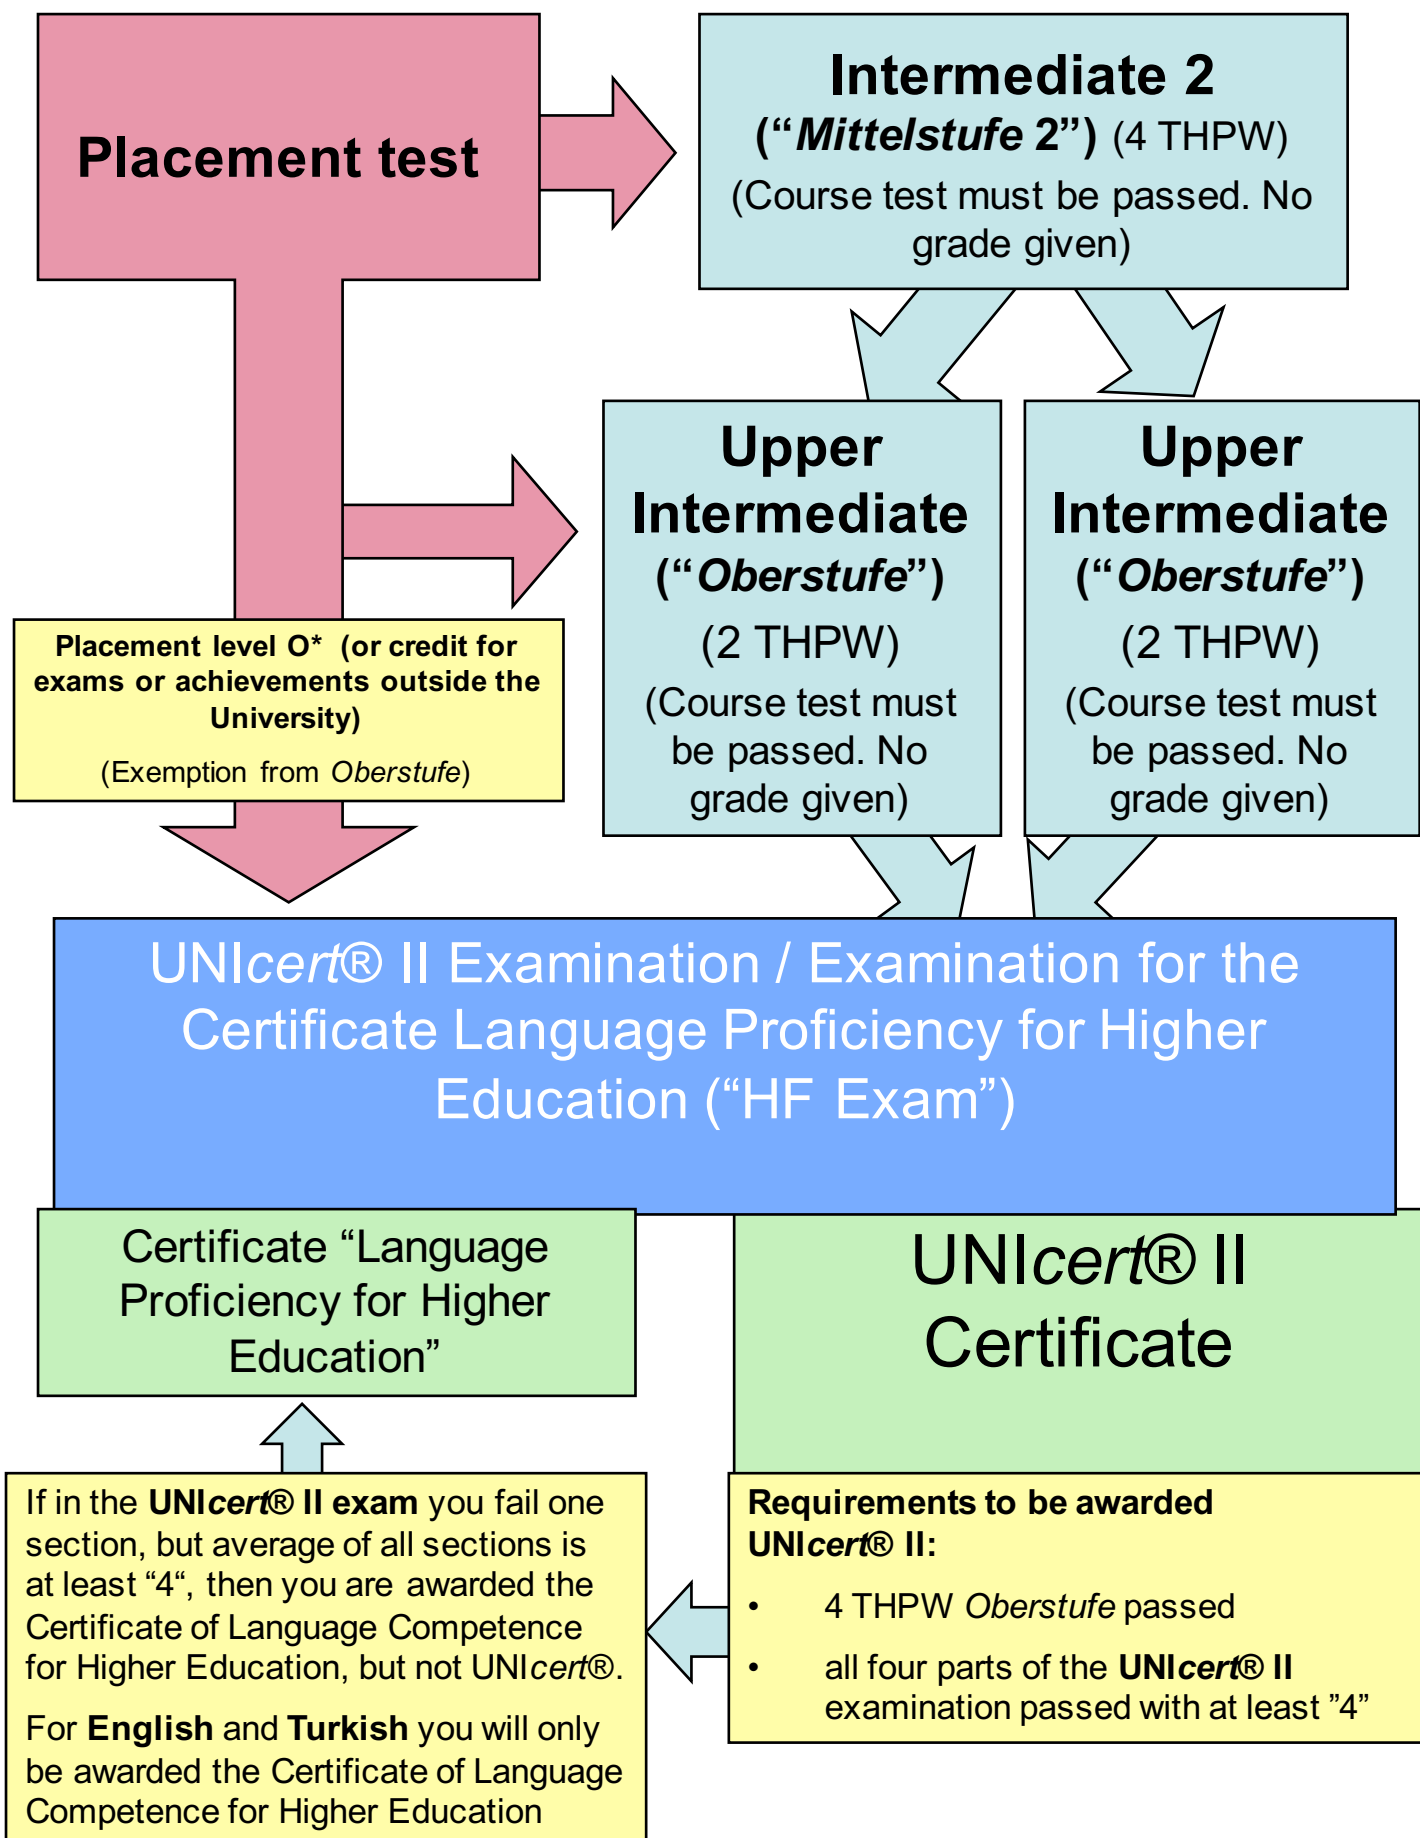 Placement test
Intermediate 2
(“Mittelstufe 2”) (4 THPW)
(Course test must be passed. No
grade given)
Upper
Intermediate
(“Oberstufe”)
(2 THPW)
(Course test must
be passed. No
grade given)
Upper
Intermediate
(“Oberstufe”)
(2 THPW)
(Course test must
be passed. No
grade given)
Placement level O* (or credit for
exams or achievements outside the
University)
(Exemption from Oberstufe)
UNIcert® II Examination / Examination for the
Certificate Language Proficiency for Higher
Education (“HF Exam”)
Certificate “Language
Proficiency for Higher
Education”
UNIcert® II
Certificate
If in the UNIcert® II exam you fail one
section, but average of all sections is
at least “4“, then you are awarded the
Certificate of Language Competence
for Higher Education, but not UNIcert®.
For English and Turkish you will only
be awarded the Certificate of Language
Competence for Higher Education
Requirements to be awarded
UNIcert® II:
• 4 THPW Oberstufe passed
• all four parts of the UNIcert® II
examination passed with at least ”4”